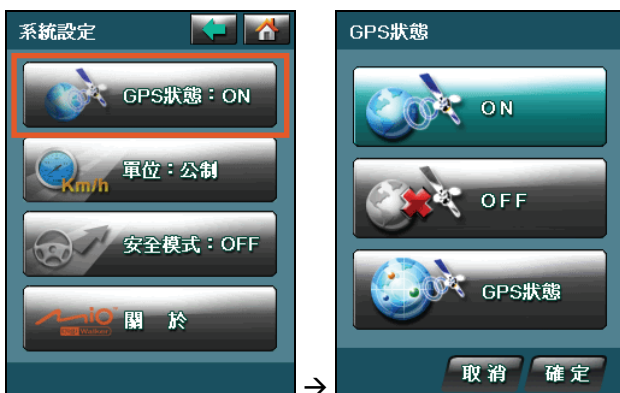 系統設定
GPS狀態：ON
Km/h
單位：公制
安全模式：OFF
Mio
DigiWalker
關 於
→
GPS狀態
ON
OFF
GPS狀態
取消
確定